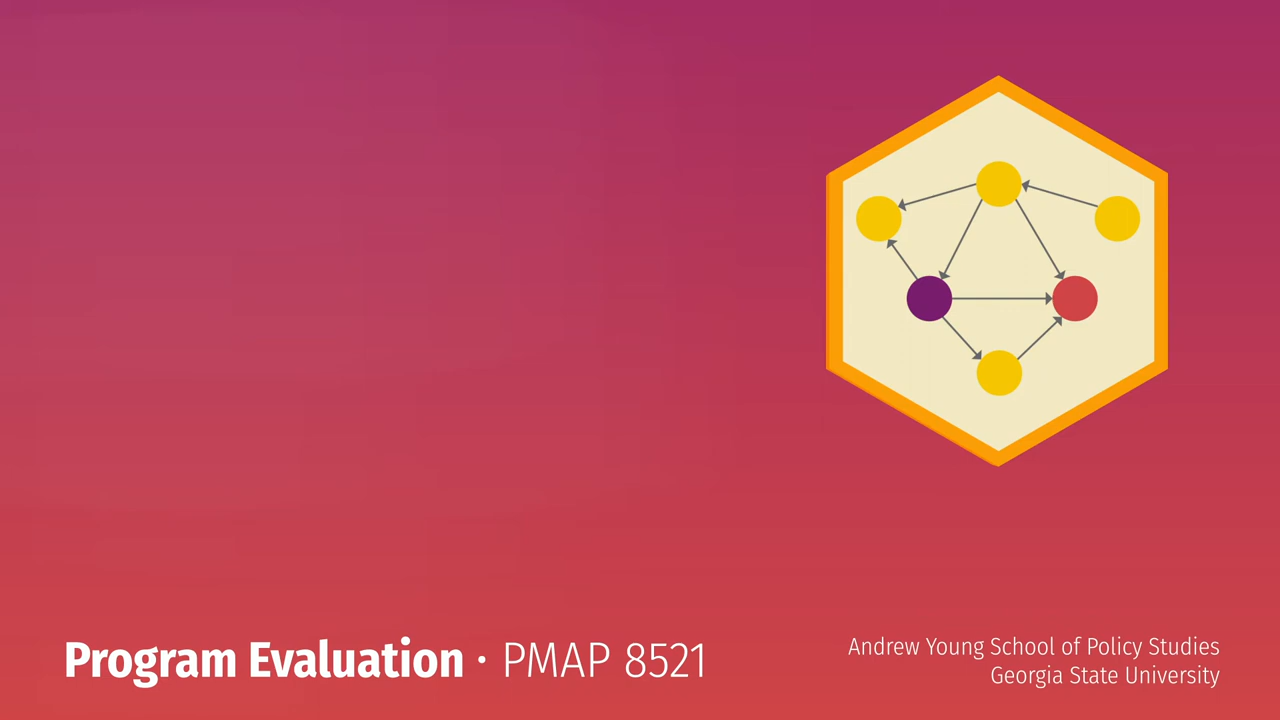 Program Evaluation · PMAP 8521
Andrew Young School of Policy Studies
Georgia State University